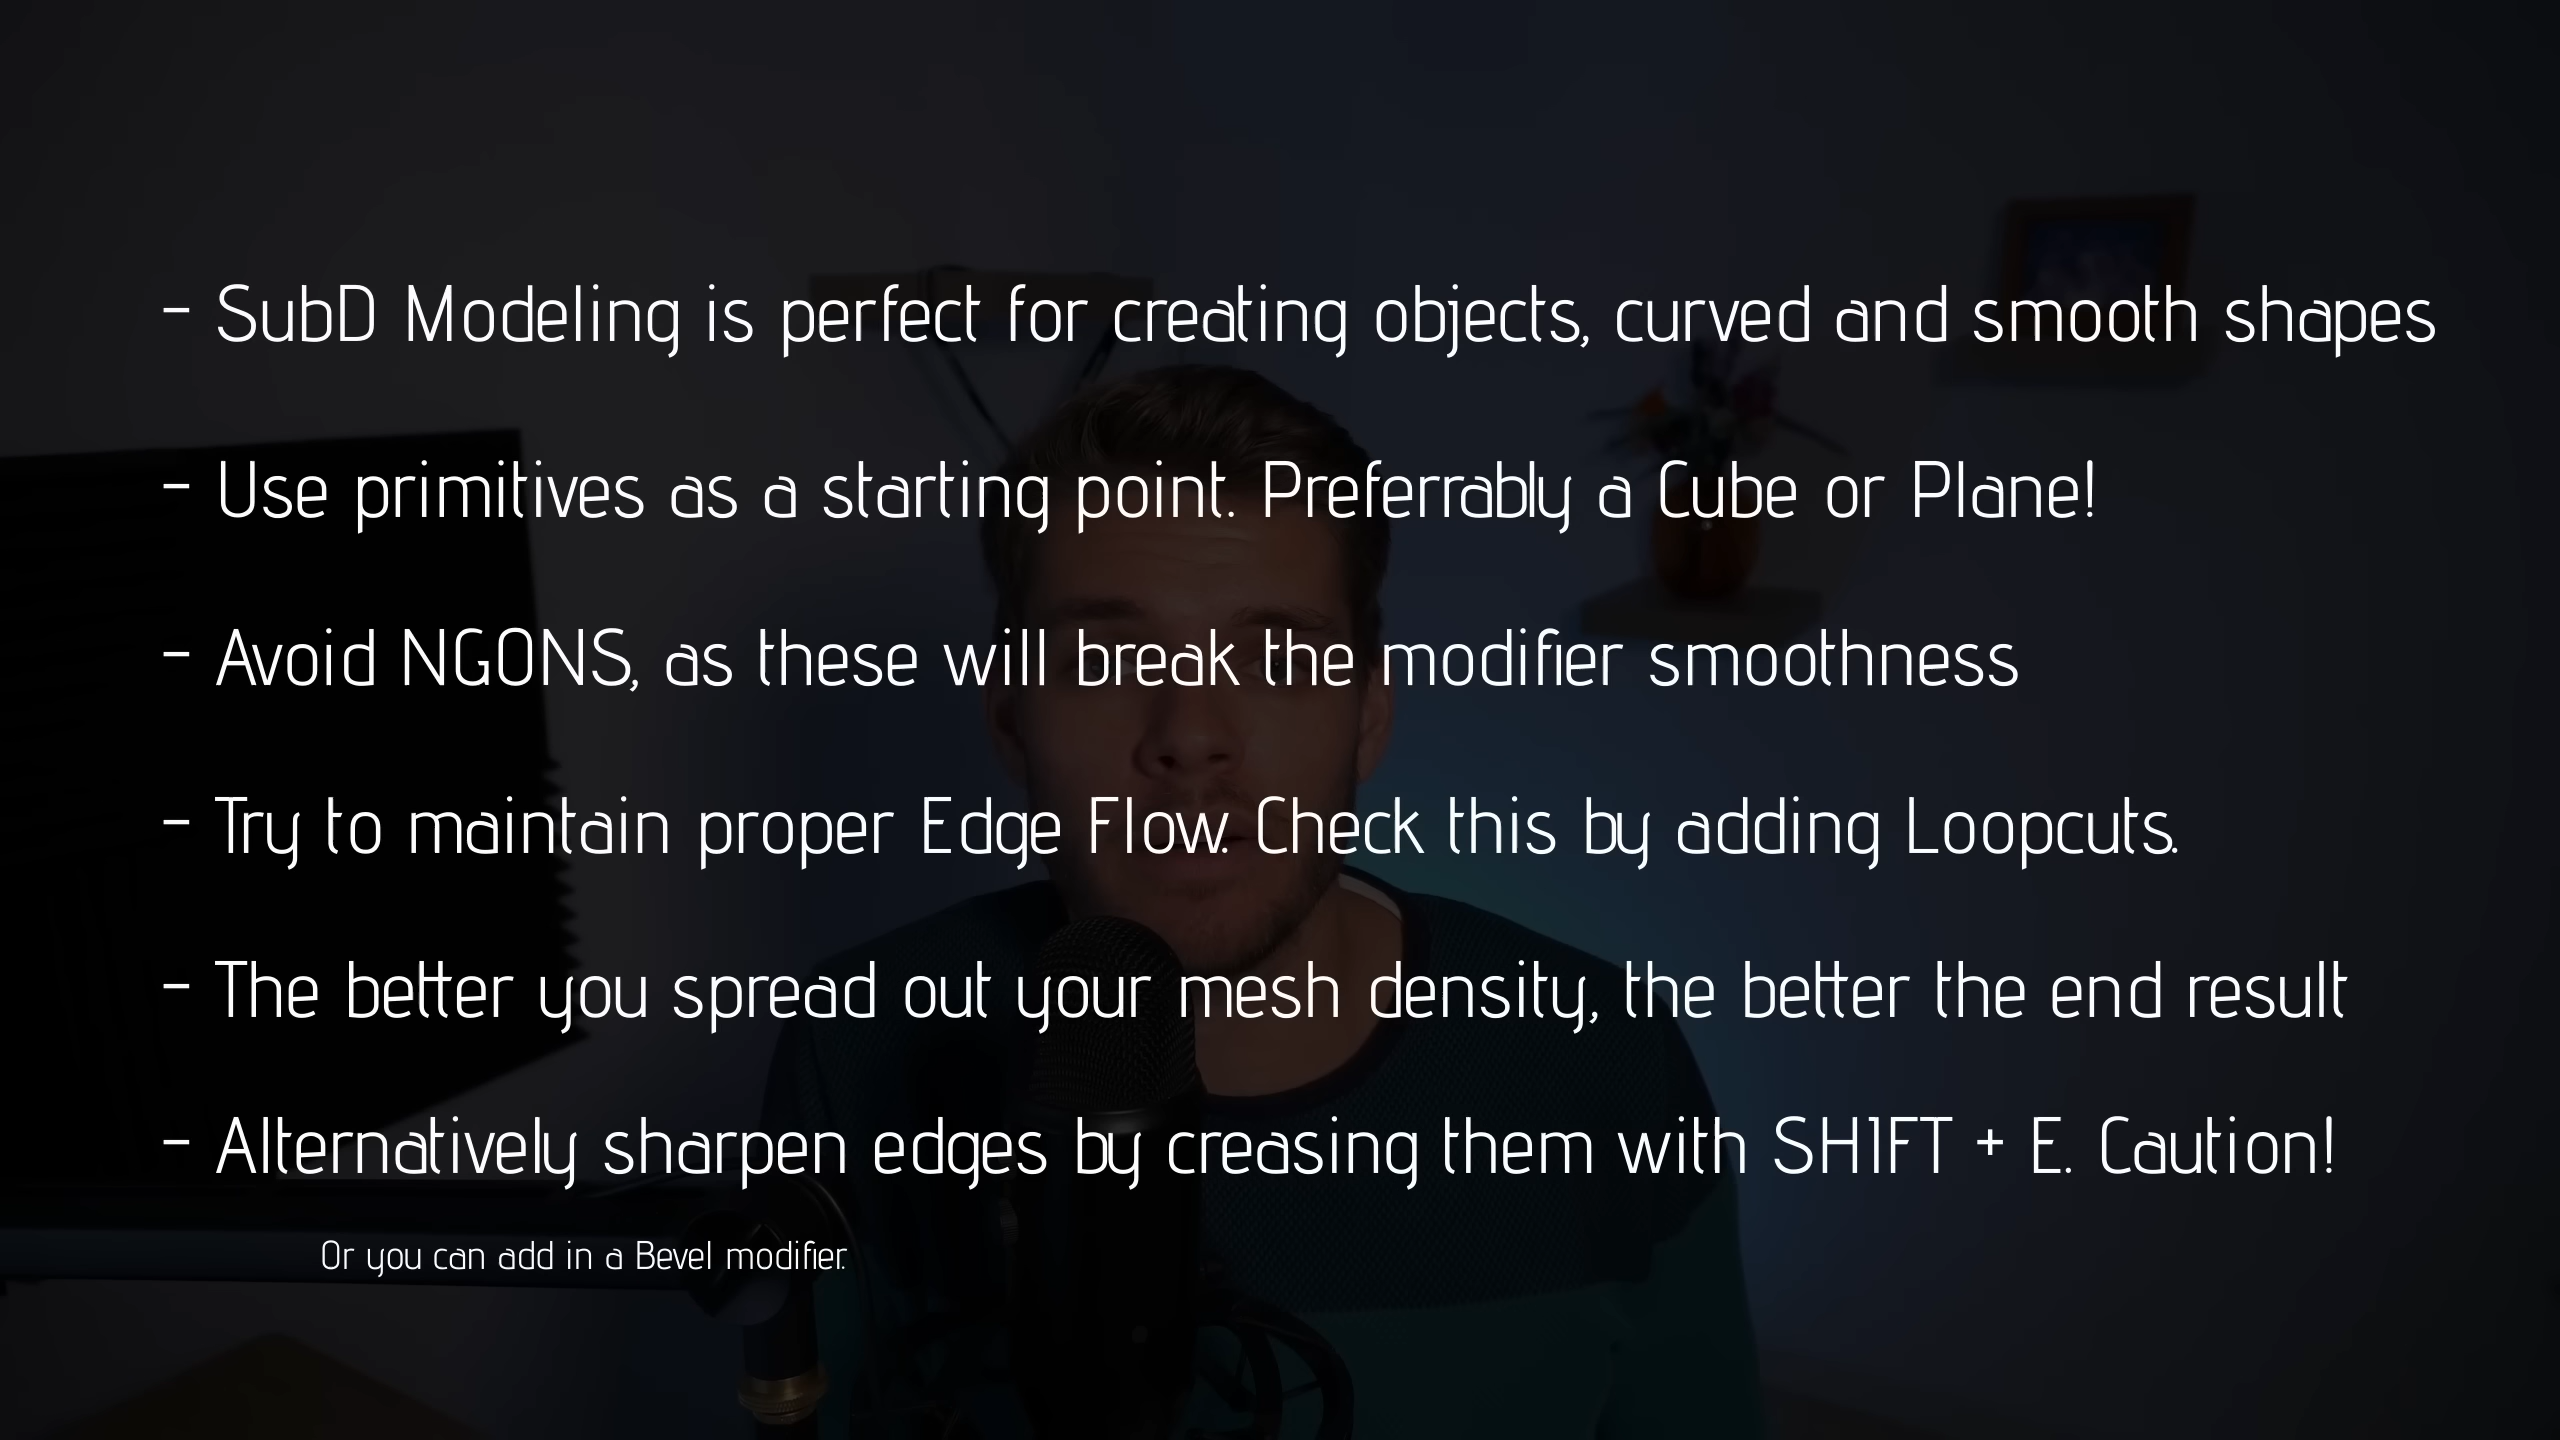 - SubD Modeling is perfect for creating objects, curved and smooth shapes
- Use primitives as a starting point. Preferrably a Cube or Plane!
- Avoid NGONS, as these will break the modifier smoothness
- Try to maintain proper Edge Flow. Check this by adding Loopcuts.
- The better you spread out your mesh density, the better the end result
- Alternatively sharpen edges by creasing them with SHIFT + E. Caution!
Or you can add in a Bevel modifier.